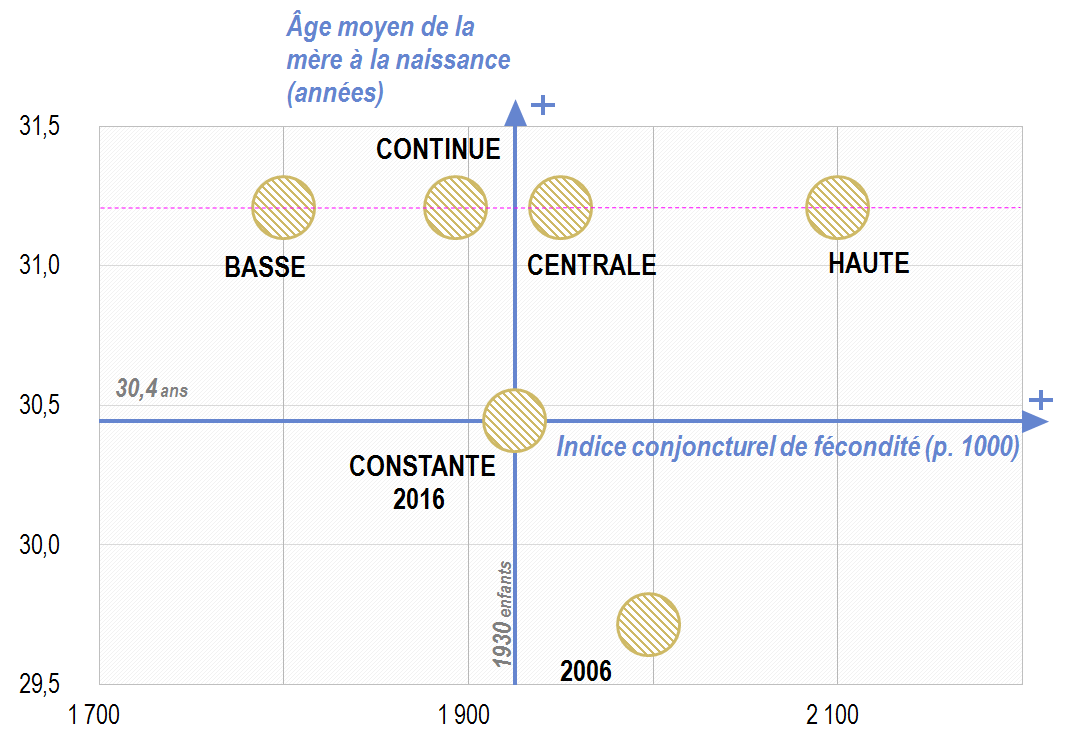 Âge moyen de la
mère à la naissance
(années)
+
31,5
CONTINUE
31,0
BASSE
CENTRALE
HAUTE
30,4 ans
+
30,5
Indice conjoncturel de fécondité (p. 1000)
CONSTANTE
2016
30,0
1930 enfants
2006
29,5
1 700
1 900
2 100